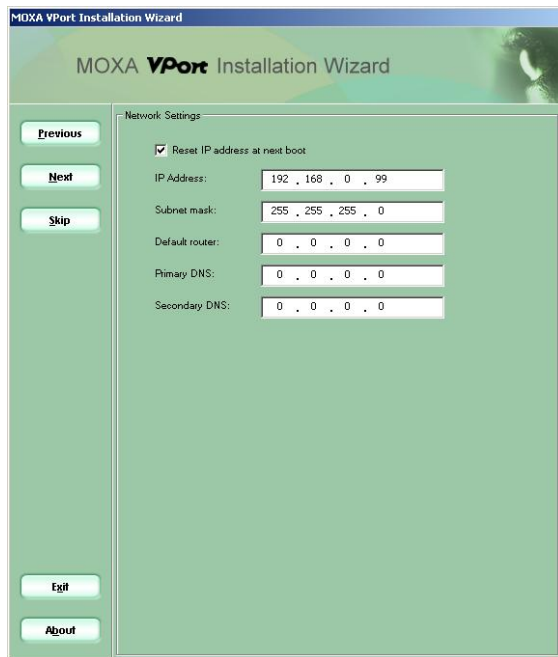 MOXA VPort Installation Wizard
MOXA VPort Installation Wizard
Previous
Next
Skip
Exit
About
Network Settings
Reset IP address at next boot
IP Address: 192 . 168 . 0 . 99
Subnet mask: 255 . 255 . 255 . 0
Default router: 0 . 0 . 0 . 0
Primary DNS: 0 . 0 . 0 . 0
Secondary DNS: 0 . 0 . 0 . 0